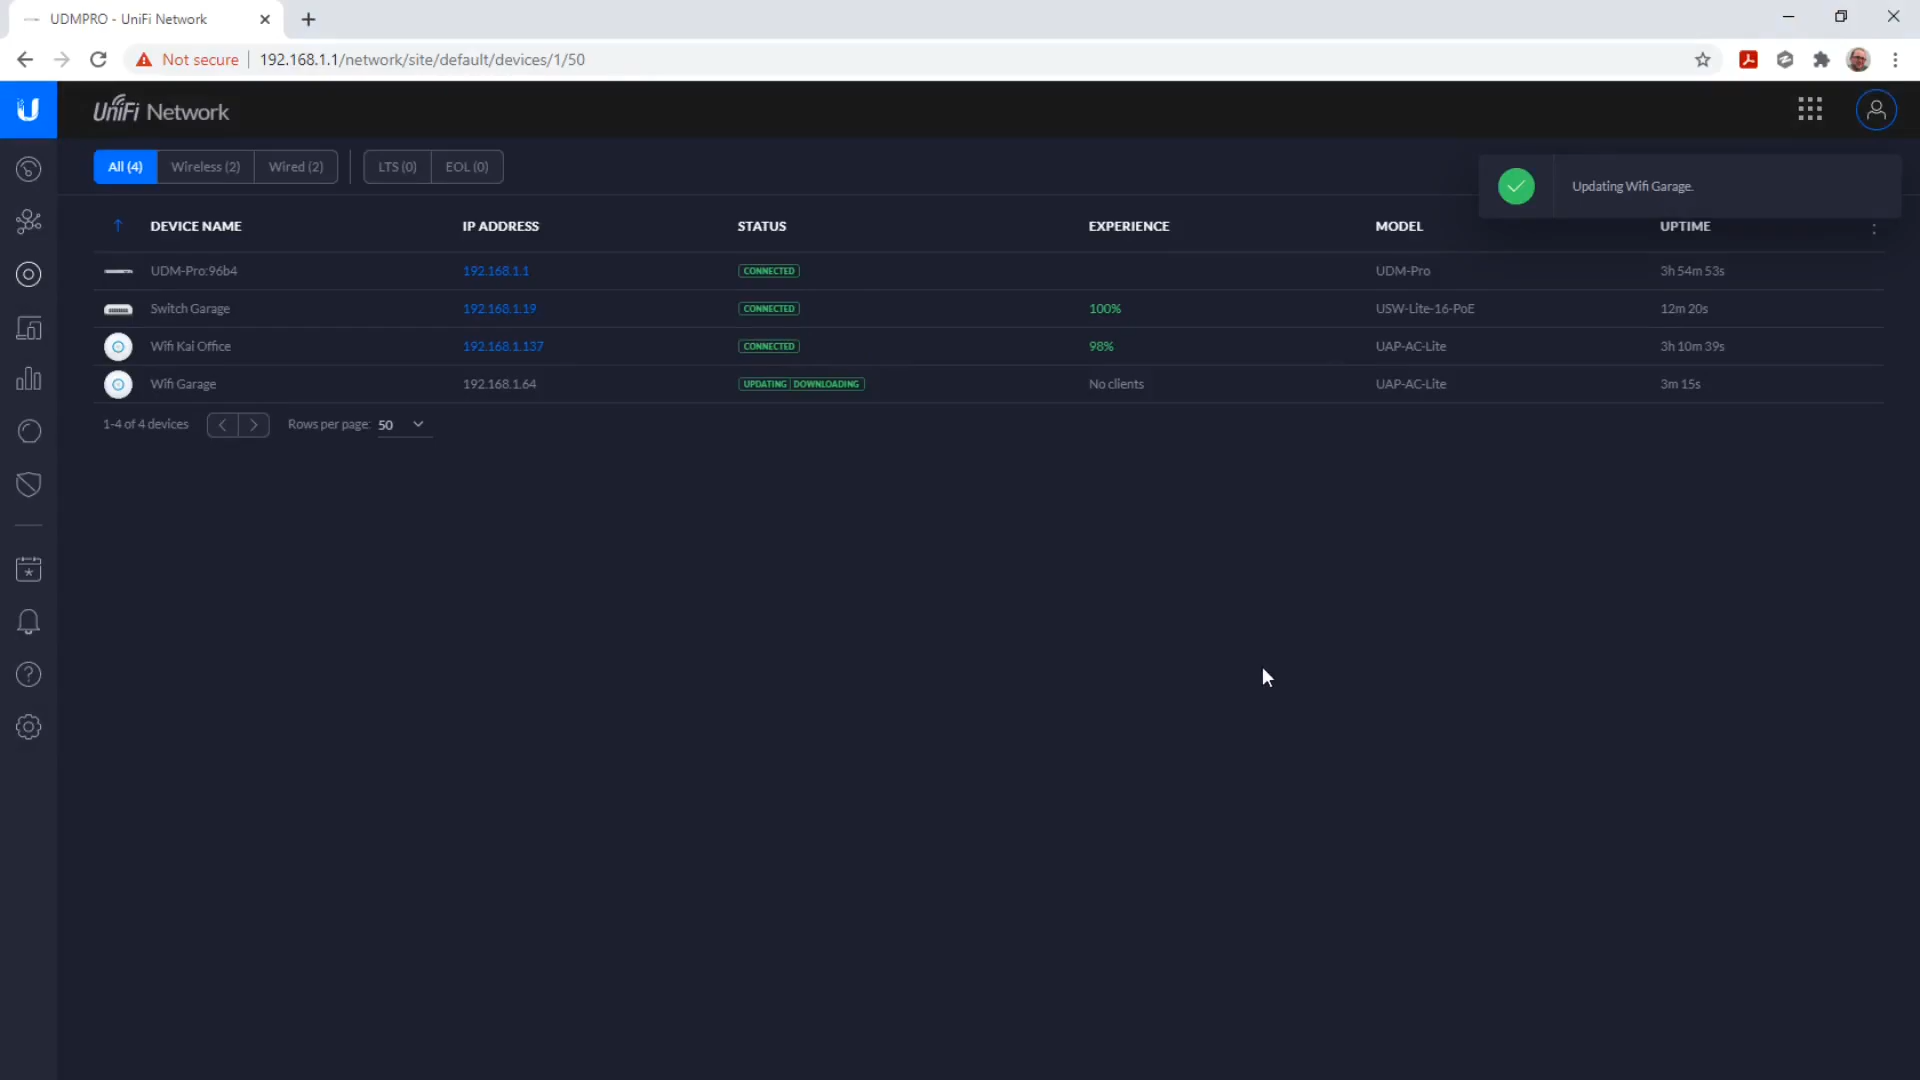 UDMPRO - UniFi Network
Not secure 192.168.1.1/network/site/default/devices/1/50
UniFi Network
All (4) Wireless (2) Wired (2) LTS (0) EOL (0)
Updating Wifi Garage.
DEVICE NAME IP ADDRESS STATUS EXPERIENCE MODEL UPTIME
UDM-Pro:96b4 192.168.1.1 CONNECTED UDM-Pro 3h 54m 53s
Switch Garage 192.168.1.19 CONNECTED 100% USW-Lite-16-PoE 12m 20s
Wifi Kai Office 192.168.1.137 CONNECTED 98% UAP-AC-Lite 3h 10m 39s
Wifi Garage 192.168.1.64 UPDATING DOWNLOADING No clients UAP-AC-Lite 3m 15s
1-4 of 4 devices Rows per page: 50